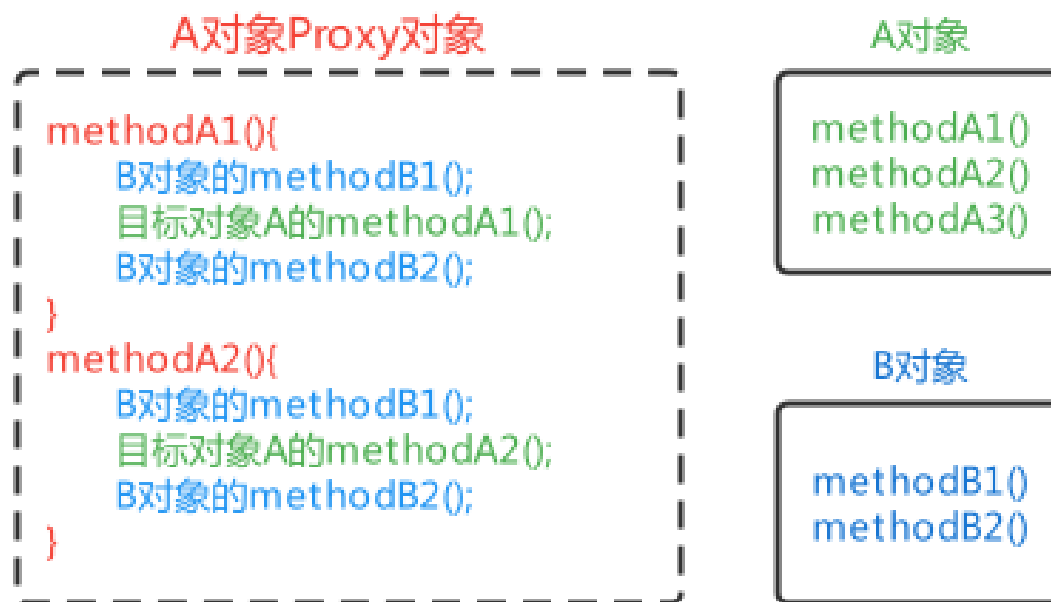 A对象Proxy对象
methodA1(){
B对象的methodB1();
目标对象A的methodA1();
B对象的methodB2();
}
methodA2(){
B对象的methodB1();
目标对象A的methodA2();
B对象的methodB2();
}
A对象
methodA1()
methodA2()
methodA3()
B对象
methodB1()
methodB2()